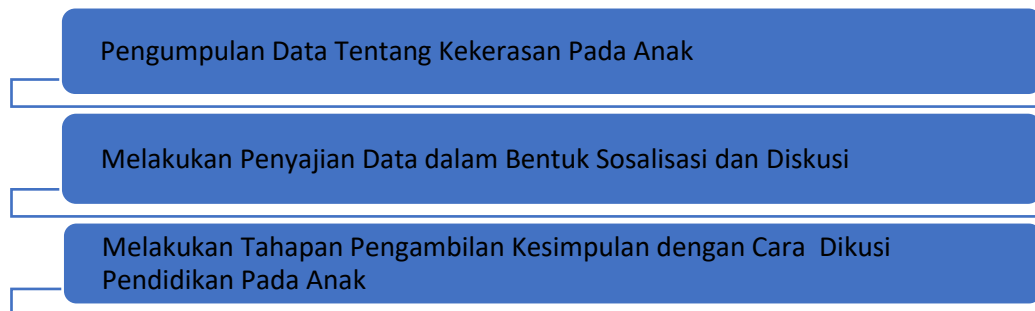 Pengumpulan Data Tentang Kekerasan Pada Anak
Melakukan Penyajian Data dalam Bentuk Sosalisasi dan Diskusi
Melakukan Tahapan Pengambilan Kesimpulan dengan Cara  Dikusi
Pendidikan Pada Anak